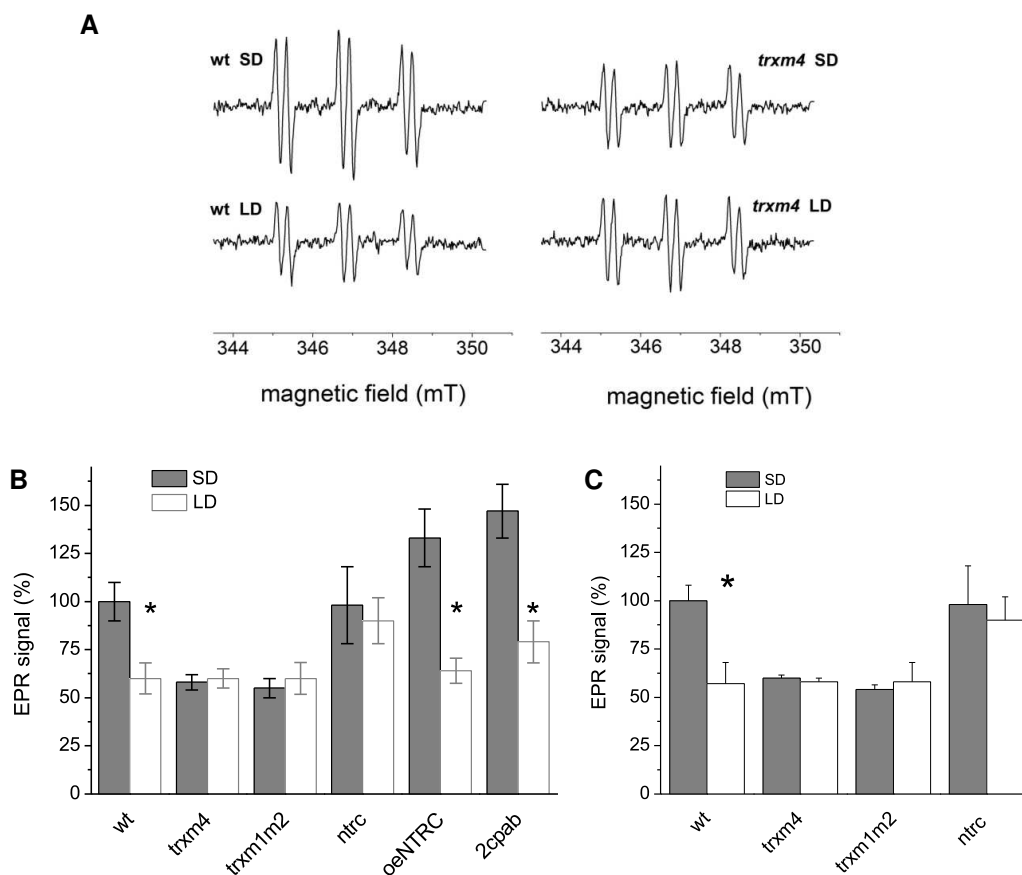 A
wt SD
trxm4 SD
wt LD
trxm4 LD
344 346 348 350
344 346 348 350
magnetic field (mT)
magnetic field (mT)
B
SD
LD
EPR signal (%)
150
125
100
75
50
25
0
*
*
*
wt
trxm4
trxm1m2
ntrc
oeNTRC
2cpab
C
SD
LD
EPR signal (%)
150
125
100
75
50
25
0
*
wt
trxm4
trxm1m2
ntrc